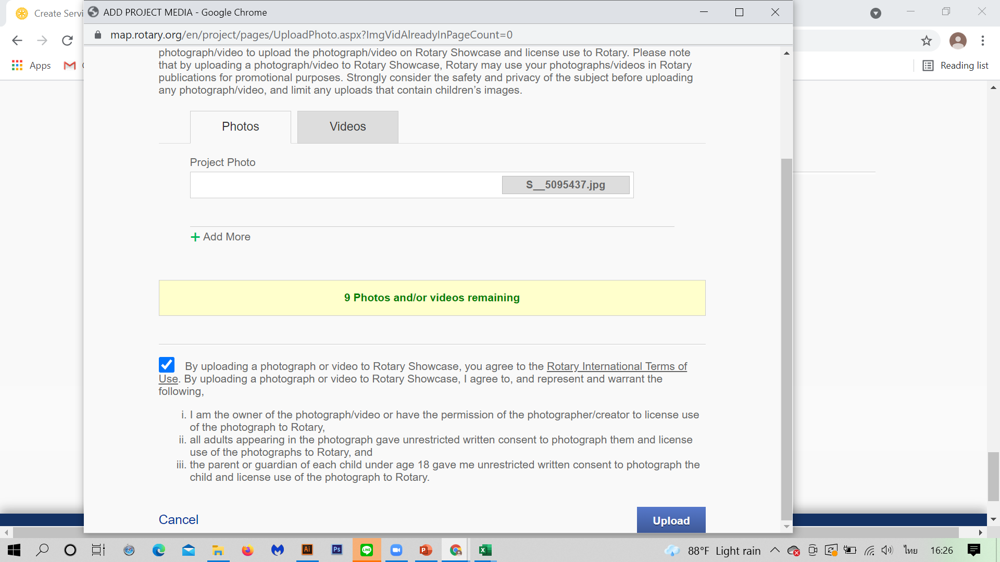 Create Servi
ADD PROJECT MEDIA - Google Chrome
map.rotary.org/en/project/pages/UploadPhoto.aspx?ImgVidAlreadyInPageCount=0
Apps
Reading list
photograph/video to upload the photograph/video on Rotary Showcase and license use to Rotary. Please note
that by uploading a photograph/video to Rotary Showcase, Rotary may use your photographs/videos in Rotary
publications for promotional purposes. Strongly consider the safety and privacy of the subject before uploading
any photograph/video, and limit any uploads that contain children’s images.
Photos
Videos
Project Photo
S__5095437.jpg
+ Add More
9 Photos and/or videos remaining
By uploading a photograph or video to Rotary Showcase, you agree to the Rotary International Terms of
Use. By uploading a photograph or video to Rotary Showcase, I agree to, and represent and warrant the
following,
i. I am the owner of the photograph/video or have the permission of the photographer/creator to license use
of the photograph to Rotary,
ii. all adults appearing in the photograph gave unrestricted written consent to photograph them and license
use of the photographs to Rotary, and
iii. the parent or guardian of each child under age 18 gave me unrestricted written consent to photograph the
child and license use of the photograph to Rotary.
Cancel
Upload
Ai
Ps
LINE
P
X
88°F Light rain
ไทย
16:26